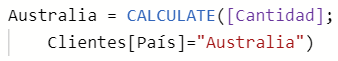 Australia = CALCULATE([Cantidad];
Clientes[País]="Australia")